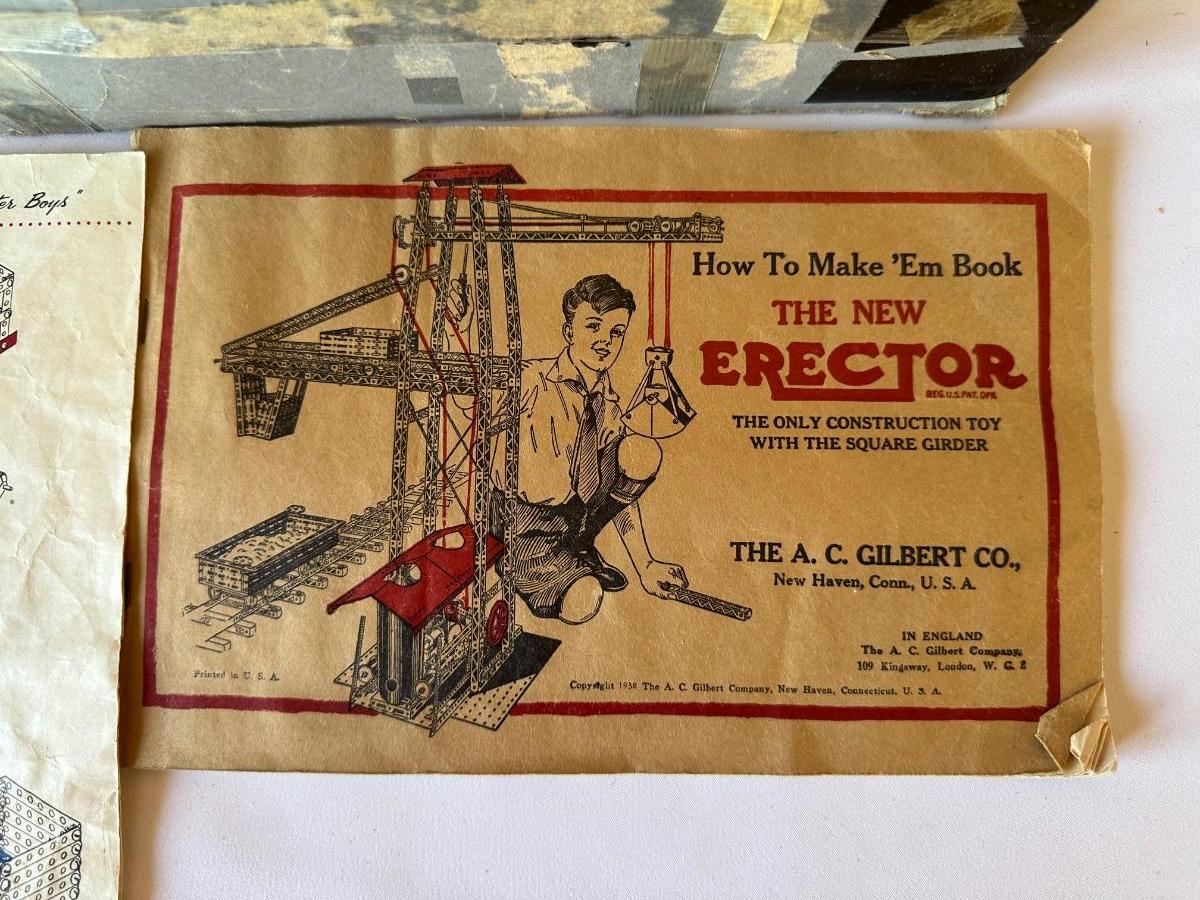 Boys"
How To Make 'Em Book
THE NEW
ERECTOR
REG. U.S. PAT. OFF.
THE ONLY CONSTRUCTION TOY
WITH THE SQUARE GIRDER
THE A. C. GILBERT CO.,
New Haven, Conn., U. S. A.
IN ENGLAND
The A. C. Gilbert Company,
109 Kingsway, London, W. C. 2
Printed in U. S. A.
Copyright 1938 The A. C. Gilbert Company, New Haven, Connecticut, U. S. A.